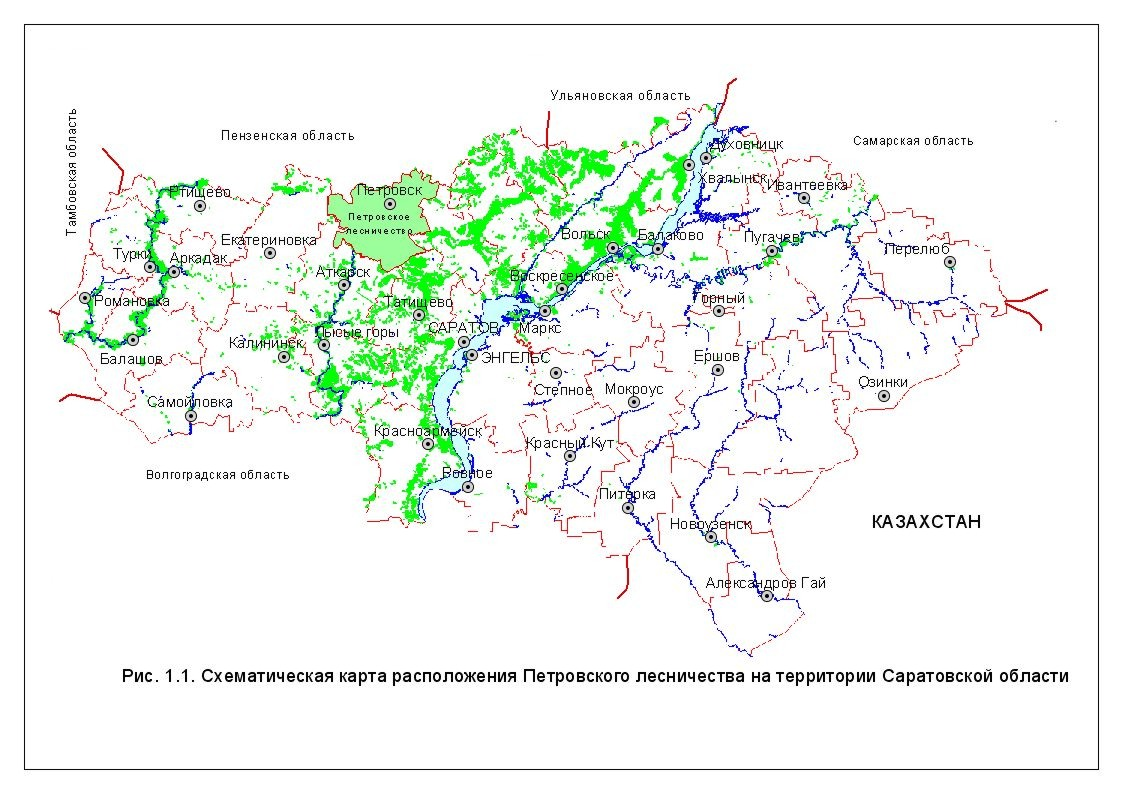 Ульяновская область
Тамбовская область
Пензенская область
Самарская область
Духовницк
Хвалынск
Ивантеевка
Ртищево
Петровск
Петровское
лесничество
Екатериновка
Вольск
Балаково
Пугачев
Перелюб
Турки
Аркадак
Аткарск
Воскресенское
Романовка
Татищево
Горный
САРАТОВ
Маркс
Калининск
Лысые горы
Балашов
ЭНГЕЛЬС
Ершов
Степное
Мокроус
Озинки
Самойловка
Красноармейск
Красный Кут
Волгоградская область
Ровное
Питерка
Новоузенск
КАЗАХСТАН
Александров Гай
Рис. 1.1. Схематическая карта расположения Петровского лесничества на территории Саратовской области